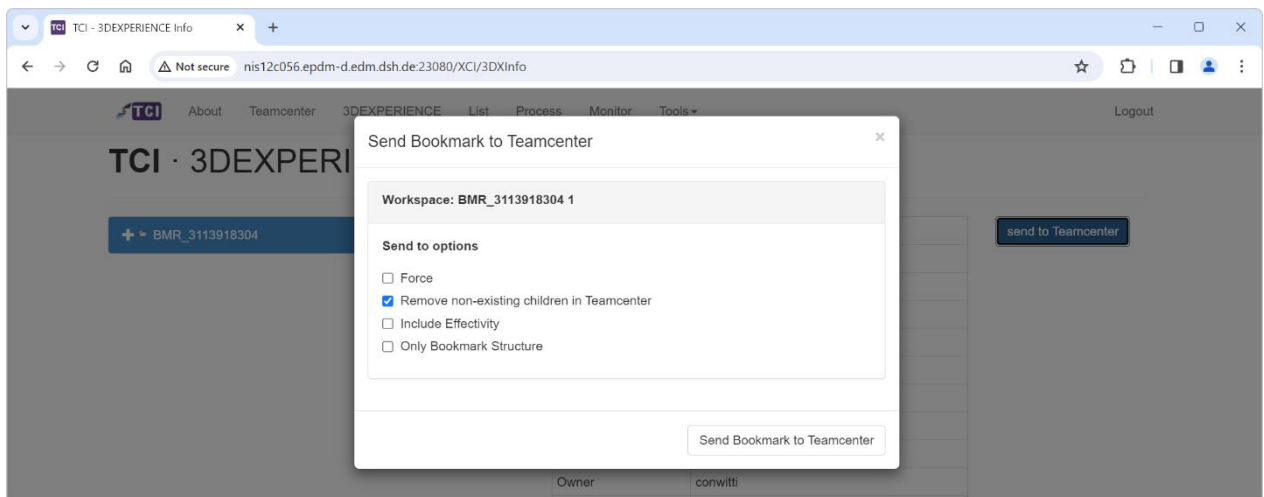 TCI TCI - 3DEXPERIENCE Info
Not secure nis12c056.epdm-d.edm.dsh.de:23080/XCI/3DXInfo
TCI About Teamcenter 3DEXPERIENCE List Process Monitor Tools Logout
TCI · 3DEXPERI
Send Bookmark to Teamcenter
Workspace: BMR_3113918304 1
BMR_3113918304
send to Teamcenter
Send to options
Force
Remove non-existing children in Teamcenter
Include Effectivity
Only Bookmark Structure
Send Bookmark to Teamcenter
Owner conwitti